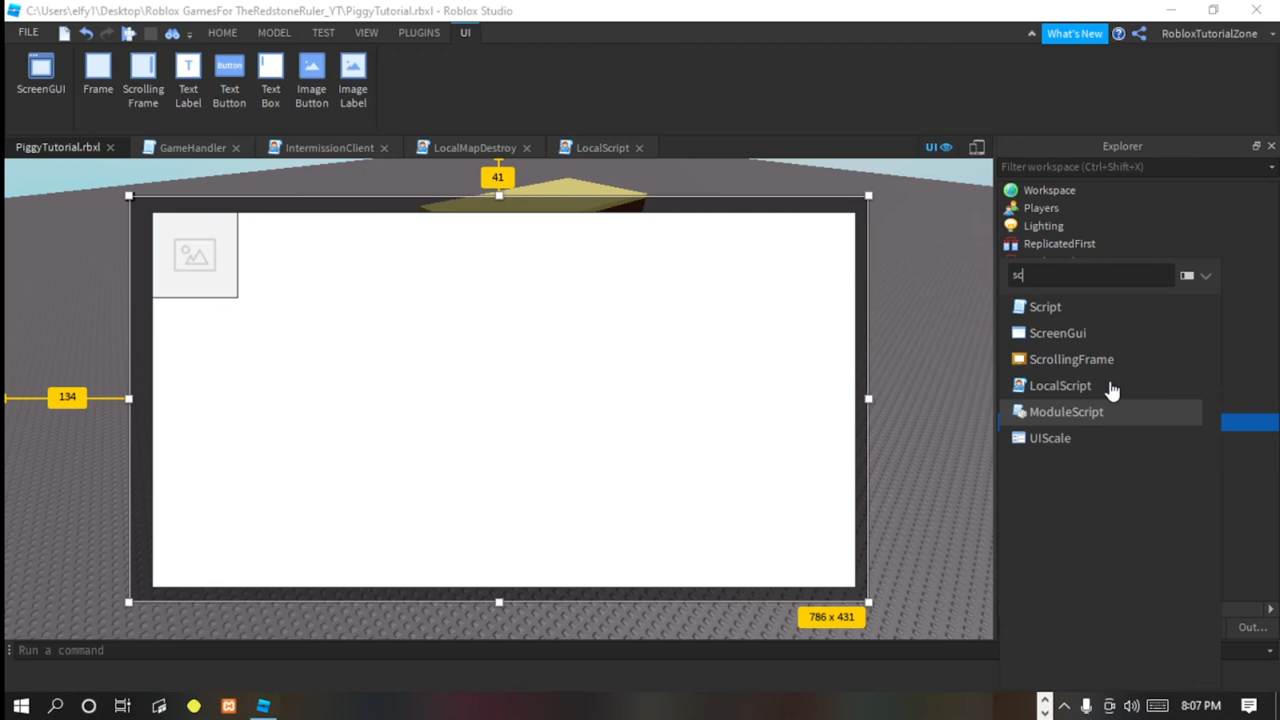 C:\Users\elfy1\Desktop\Roblox GamesFor TheRedstoneRuler_YT\PiggyTutorial.rbxl - Roblox Studio
FILE HOME MODEL TEST VIEW PLUGINS UI What's New RobloxTutorialZone
ScreenGUI Frame Scrolling Frame Text Label Text Button Text Box Image Button Image Label
T Button
PiggyTutorial.rbxl GameHandler IntermissionClient LocalMapDestroy LocalScript UI Explorer
Filter workspace (Ctrl+Shift+X)
41
Workspace
Players
Lighting
ReplicatedFirst
sc
Script
ScreenGui
ScrollingFrame
LocalScript
134
ModuleScript
UIScale
786 x 431
Out...
Run a command
8:07 PM